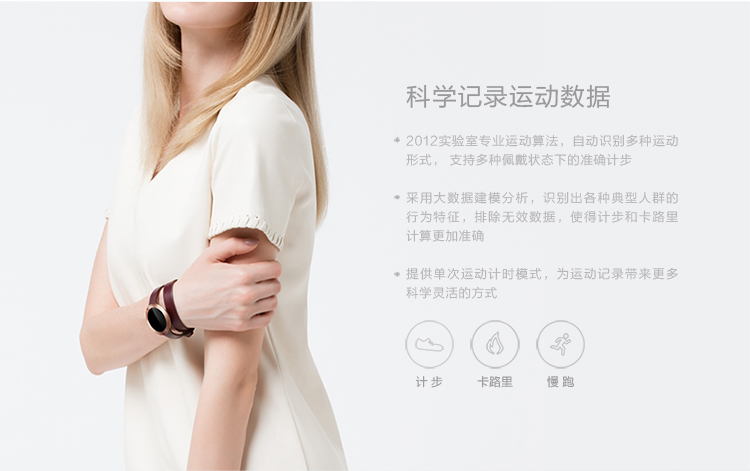 科学记录运动数据
2012实验室专业运动算法，自动识别多种运动
形式， 支持多种佩戴状态下的准确计步
采用大数据建模分析，识别出各种典型人群的
行为特征，排除无效数据，使得计步和卡路里
计算更加准确
提供单次运动计时模式，为运动记录带来更多
科学灵活的方式
计 步 卡路里 慢 跑